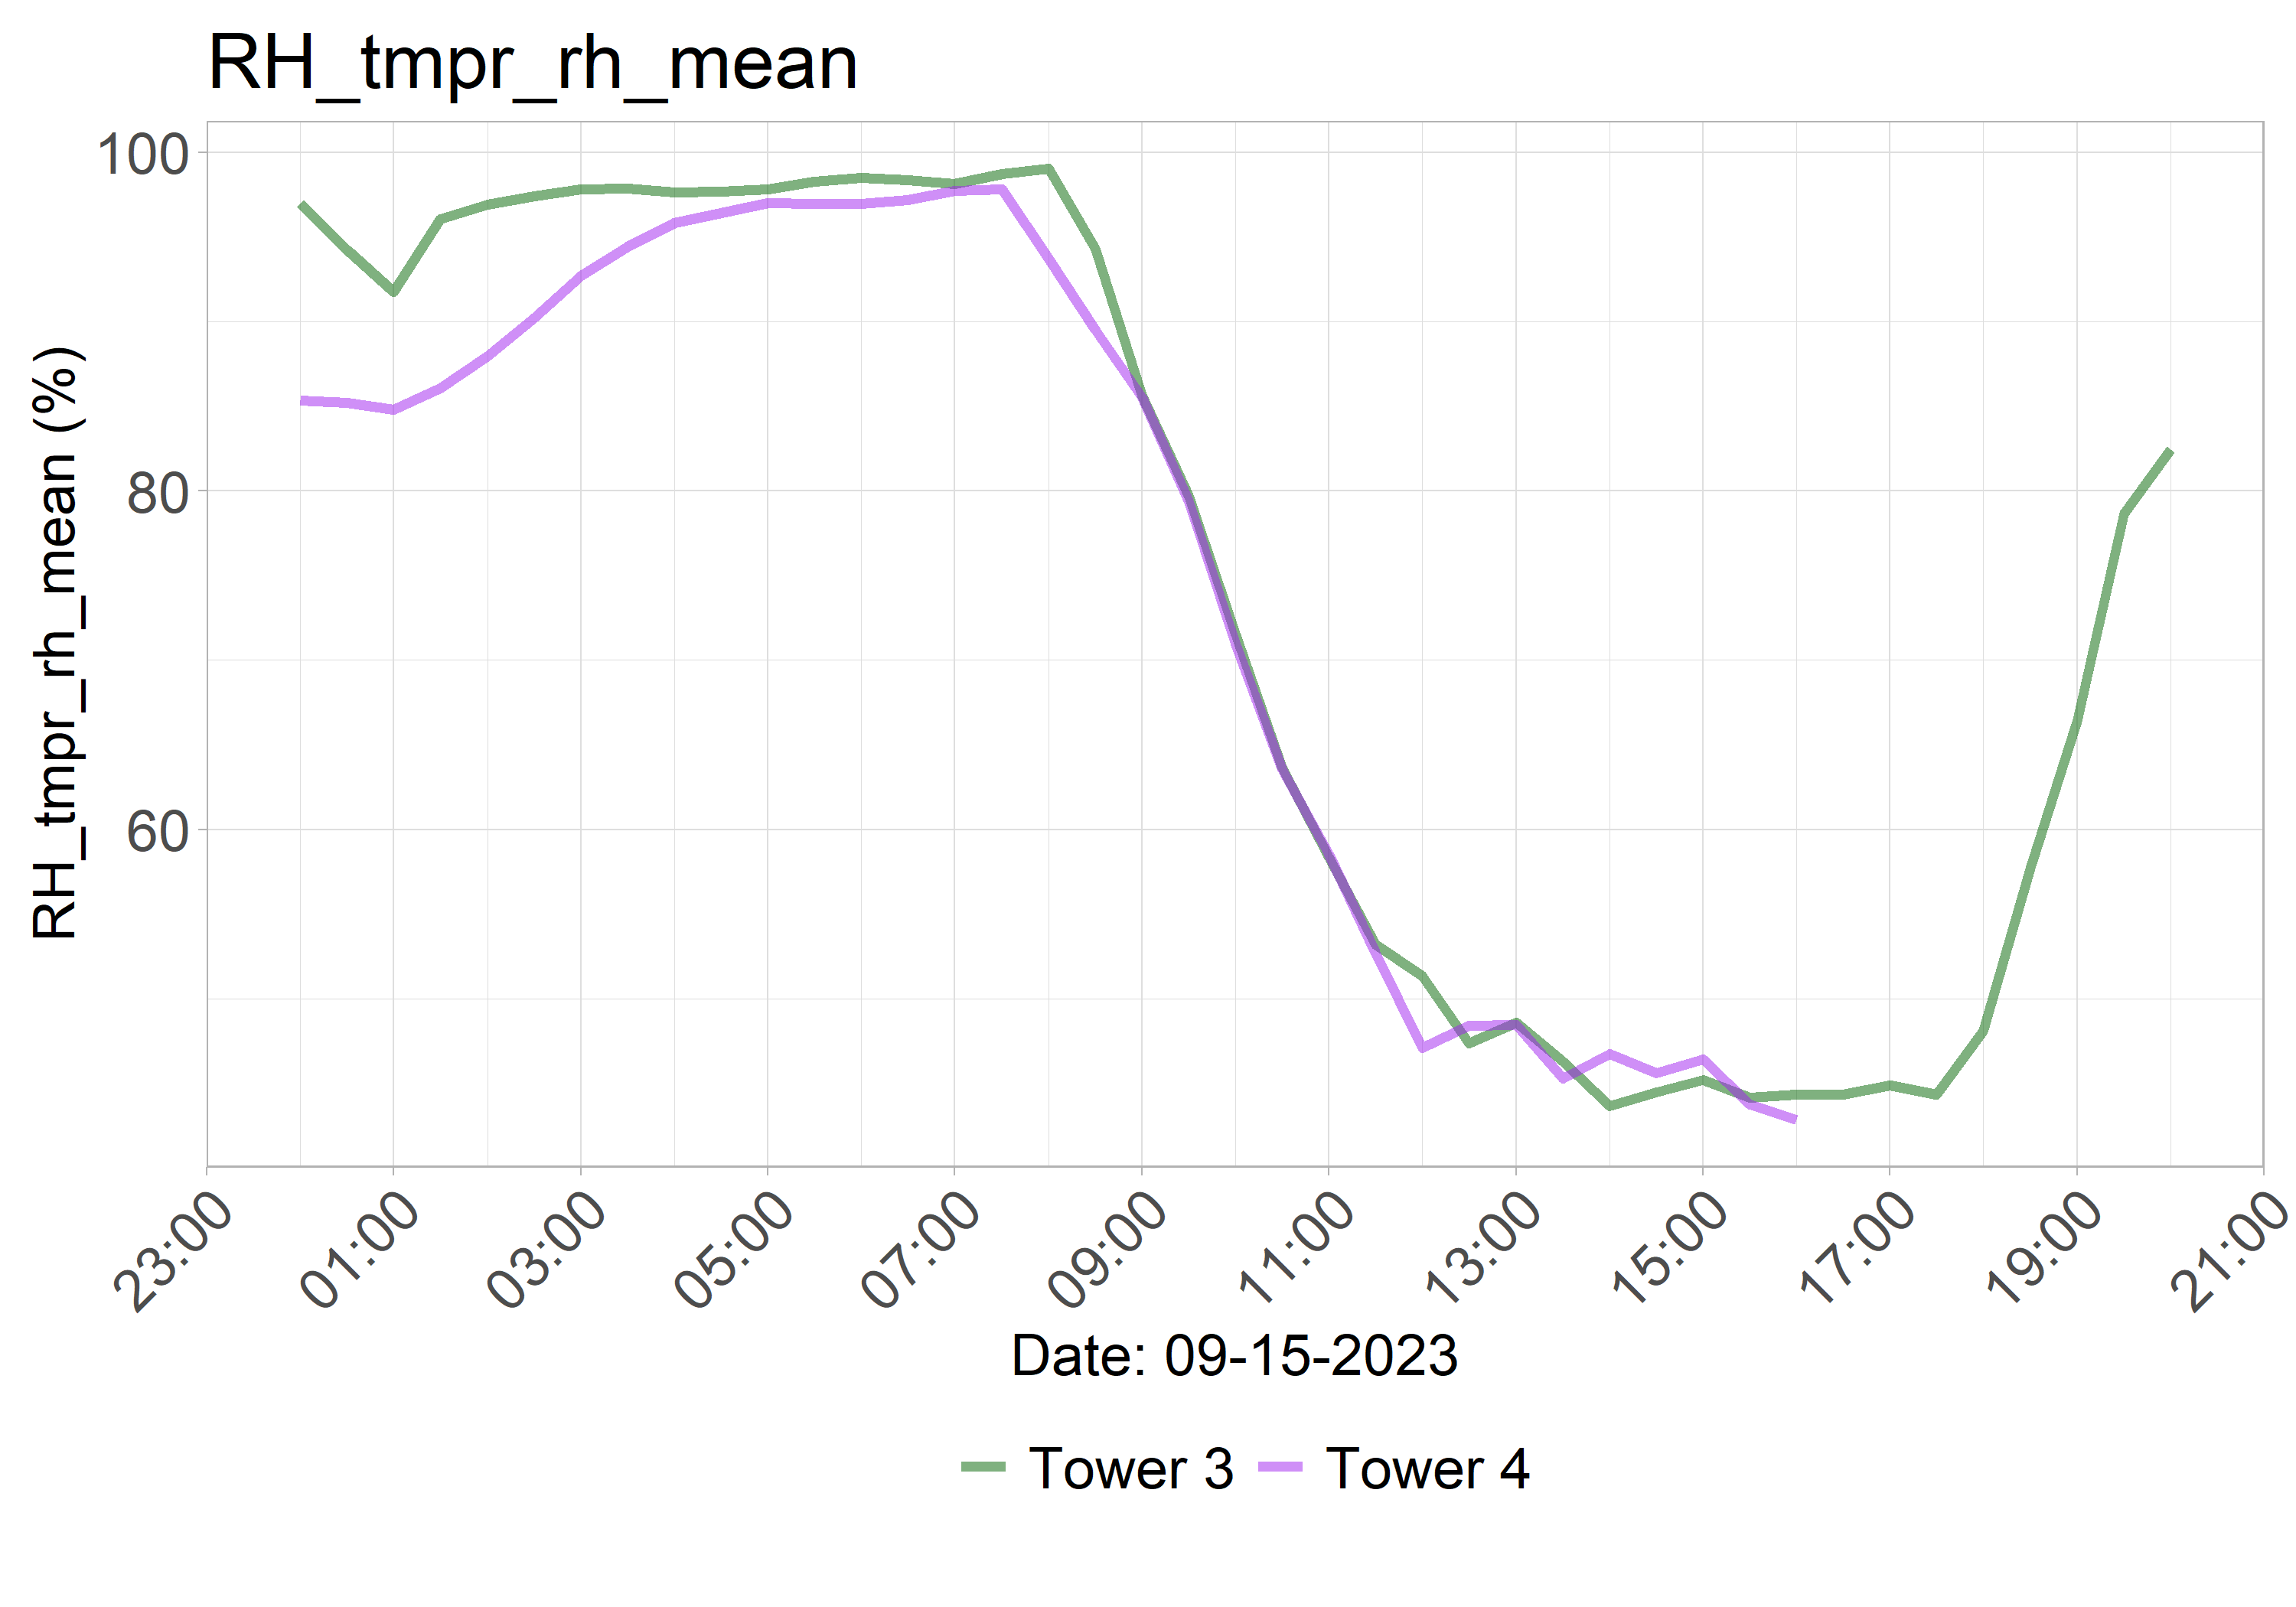 RH_tmpr_rh_mean
RH_tmpr_rh_mean (%)
100
80
60
23:00 01:00 03:00 05:00 07:00 09:00 11:00 13:00 15:00 17:00 19:00 21:00
Date: 09-15-2023
Tower 3 Tower 4